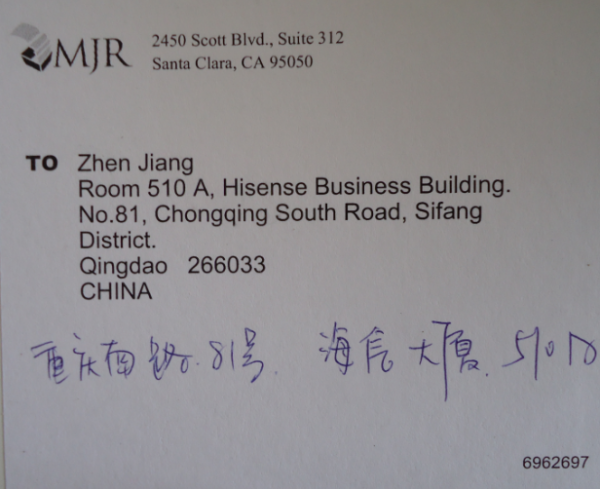 MJR 2450 Scott Blvd., Suite 312
Santa Clara, CA 95050
TO Zhen Jiang
Room 510 A, Hisense Business Building.
No.81, Chongqing South Road, Sifang
District.
Qingdao 266033
CHINA
重庆南路.81号 海信大厦.510
6962697